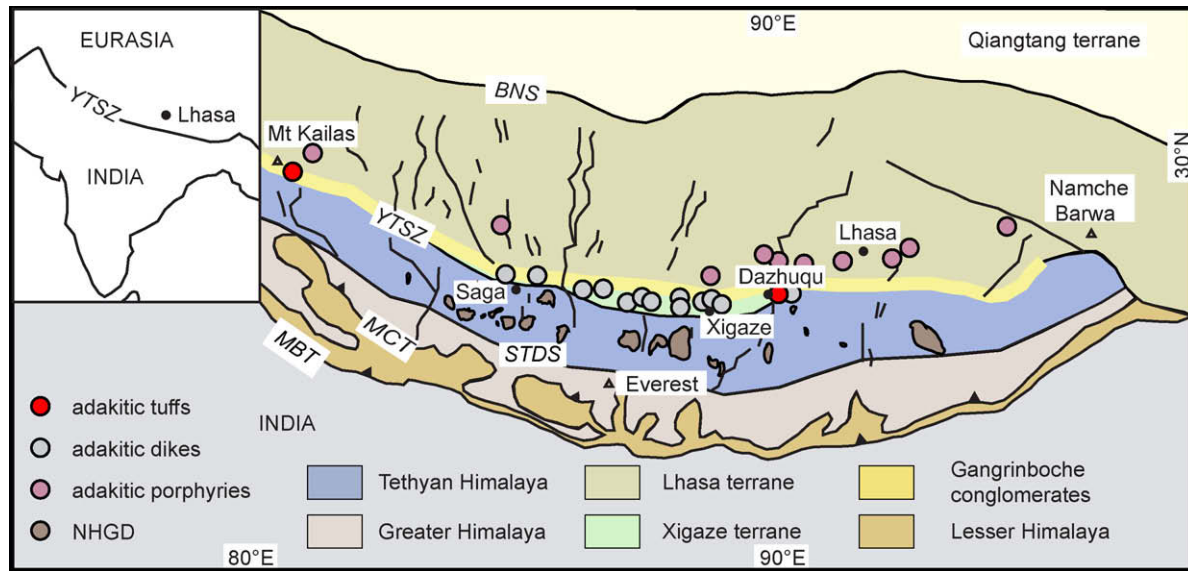 90°E
EURASIA
Qiangtang terrane
YTSZ
Lhasa
BNS
Mt Kailas
30°N
INDIA
Namche
Barwa
YTSZ
Lhasa
Dazhuqu
Saga
Xigaze
MCT
STDS
MBT
Everest
adakitic tuffs
INDIA
adakitic dikes
adakitic porphyries
NHGD
Tethyan Himalaya
Lhasa terrane
Gangrinboche
conglomerates
Greater Himalaya
Xigaze terrane
Lesser Himalaya
80°E
90°E